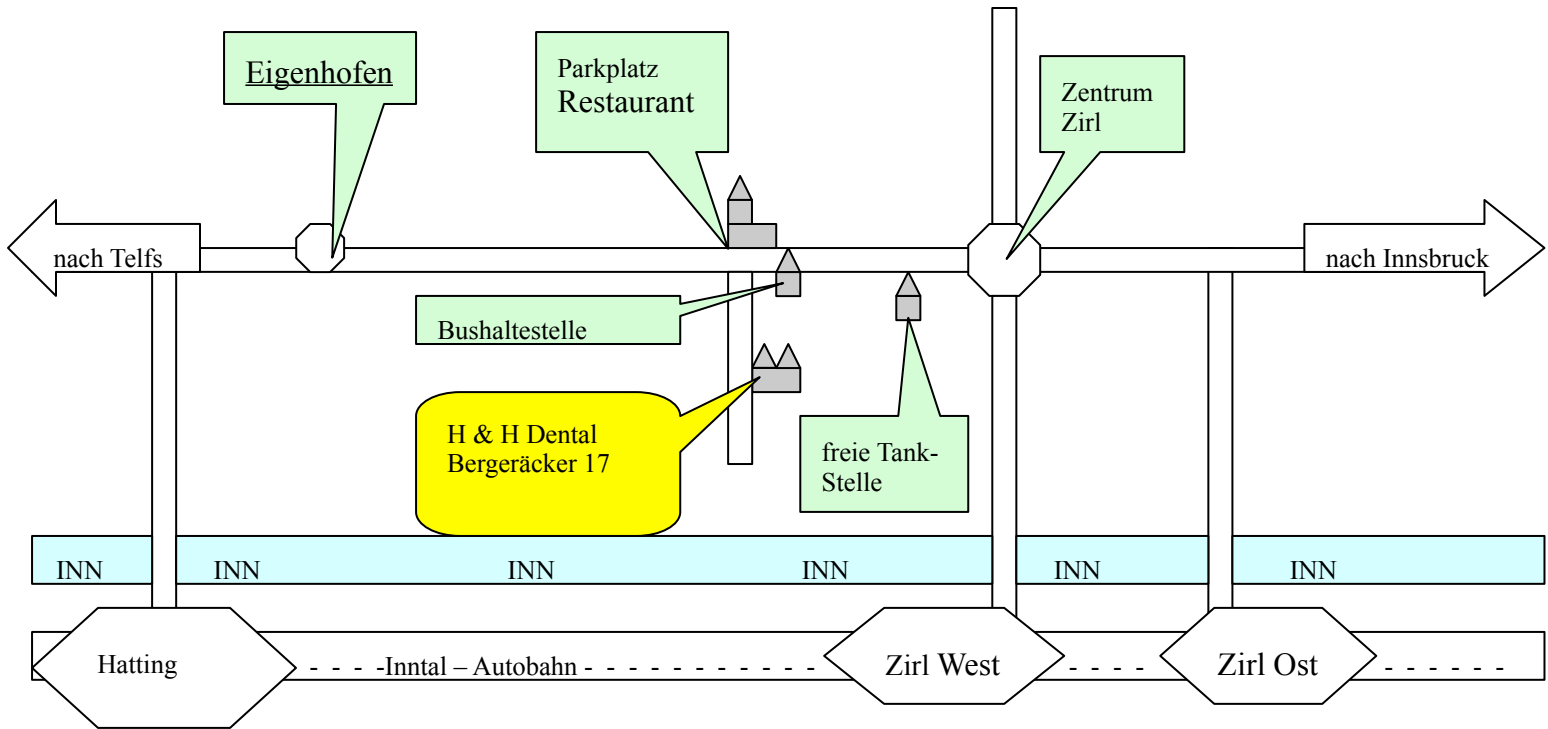 Eigenhofen
Parkplatz
Restaurant
Zentrum
Zirl
nach Telfs
nach Innsbruck
Bushaltestelle
H & H Dental
Bergeräcker 17
freie Tank-
Stelle
INN INN INN INN INN INN
Hatting - - - -Inntal – Autobahn - - - - - - - - - - - Zirl West - - - - Zirl Ost - - - - - -